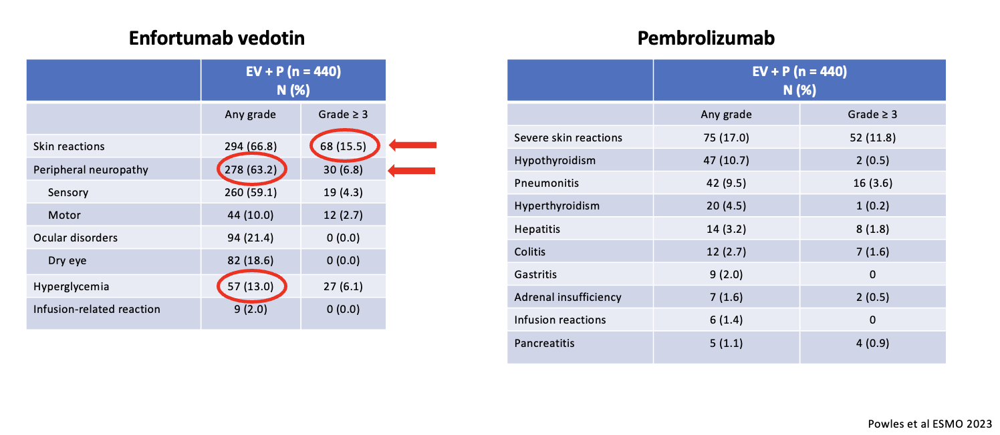 Enfortumab vedotin
EV + P (n = 440)
N (%)
Any grade Grade ≥ 3
Skin reactions 294 (66.8) 68 (15.5)
Peripheral neuropathy 278 (63.2) 30 (6.8)
Sensory 260 (59.1) 19 (4.3)
Motor 44 (10.0) 12 (2.7)
Ocular disorders 94 (21.4) 0 (0.0)
Dry eye 82 (18.6) 0 (0.0)
Hyperglycemia 57 (13.0) 27 (6.1)
Infusion-related reaction 9 (2.0) 0 (0.0)
Pembrolizumab
EV + P (n = 440)
N (%)
Any grade Grade ≥ 3
Severe skin reactions 75 (17.0) 52 (11.8)
Hypothyroidism 47 (10.7) 2 (0.5)
Pneumonitis 42 (9.5) 16 (3.6)
Hyperthyroidism 20 (4.5) 1 (0.2)
Hepatitis 14 (3.2) 8 (1.8)
Colitis 12 (2.7) 7 (1.6)
Gastritis 9 (2.0) 0
Adrenal insufficiency 7 (1.6) 2 (0.5)
Infusion reactions 6 (1.4) 0
Pancreatitis 5 (1.1) 4 (0.9)
Powles et al ESMO 2023